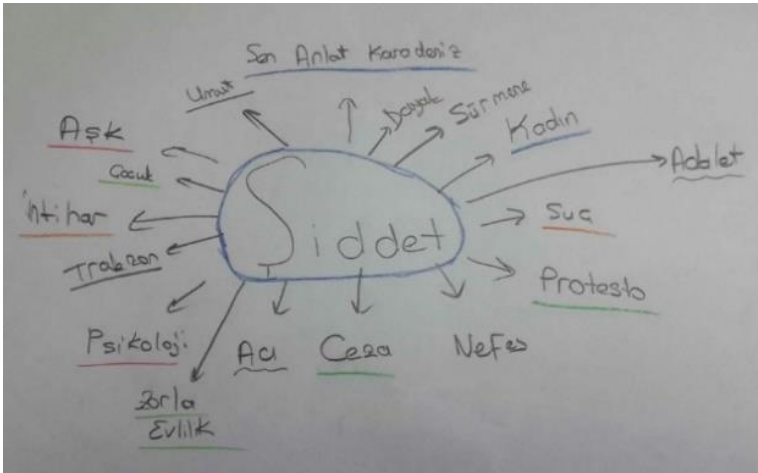 Sen Anlat Karadeniz
Umut
Dayak
Sürmene
Kadın
Aşk
Çocuk
Adalet
İntihar
Şiddet
Suç
Trabzon
Protesto
Psikoloji
Acı
Ceza
Nefes
Zorla
Evlilik